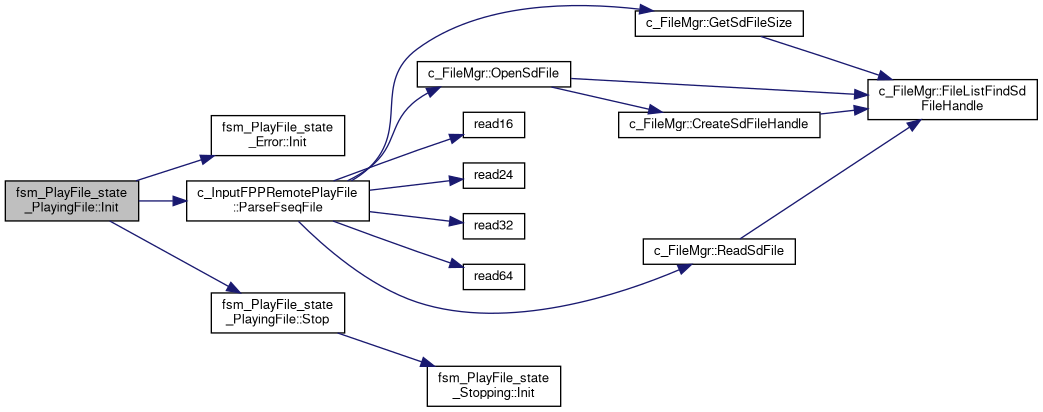 fsm_PlayFile_state
_PlayingFile::Init
fsm_PlayFile_state
_Error::Init
c_InputFPPRemotePlayFile
::ParseFseqFile
fsm_PlayFile_state
_PlayingFile::Stop
c_FileMgr::OpenSdFile
read16
read24
read32
read64
fsm_PlayFile_state
_Stopping::Init
c_FileMgr::GetSdFileSize
c_FileMgr::CreateSdFileHandle
c_FileMgr::ReadSdFile
c_FileMgr::FileListFindSd
FileHandle